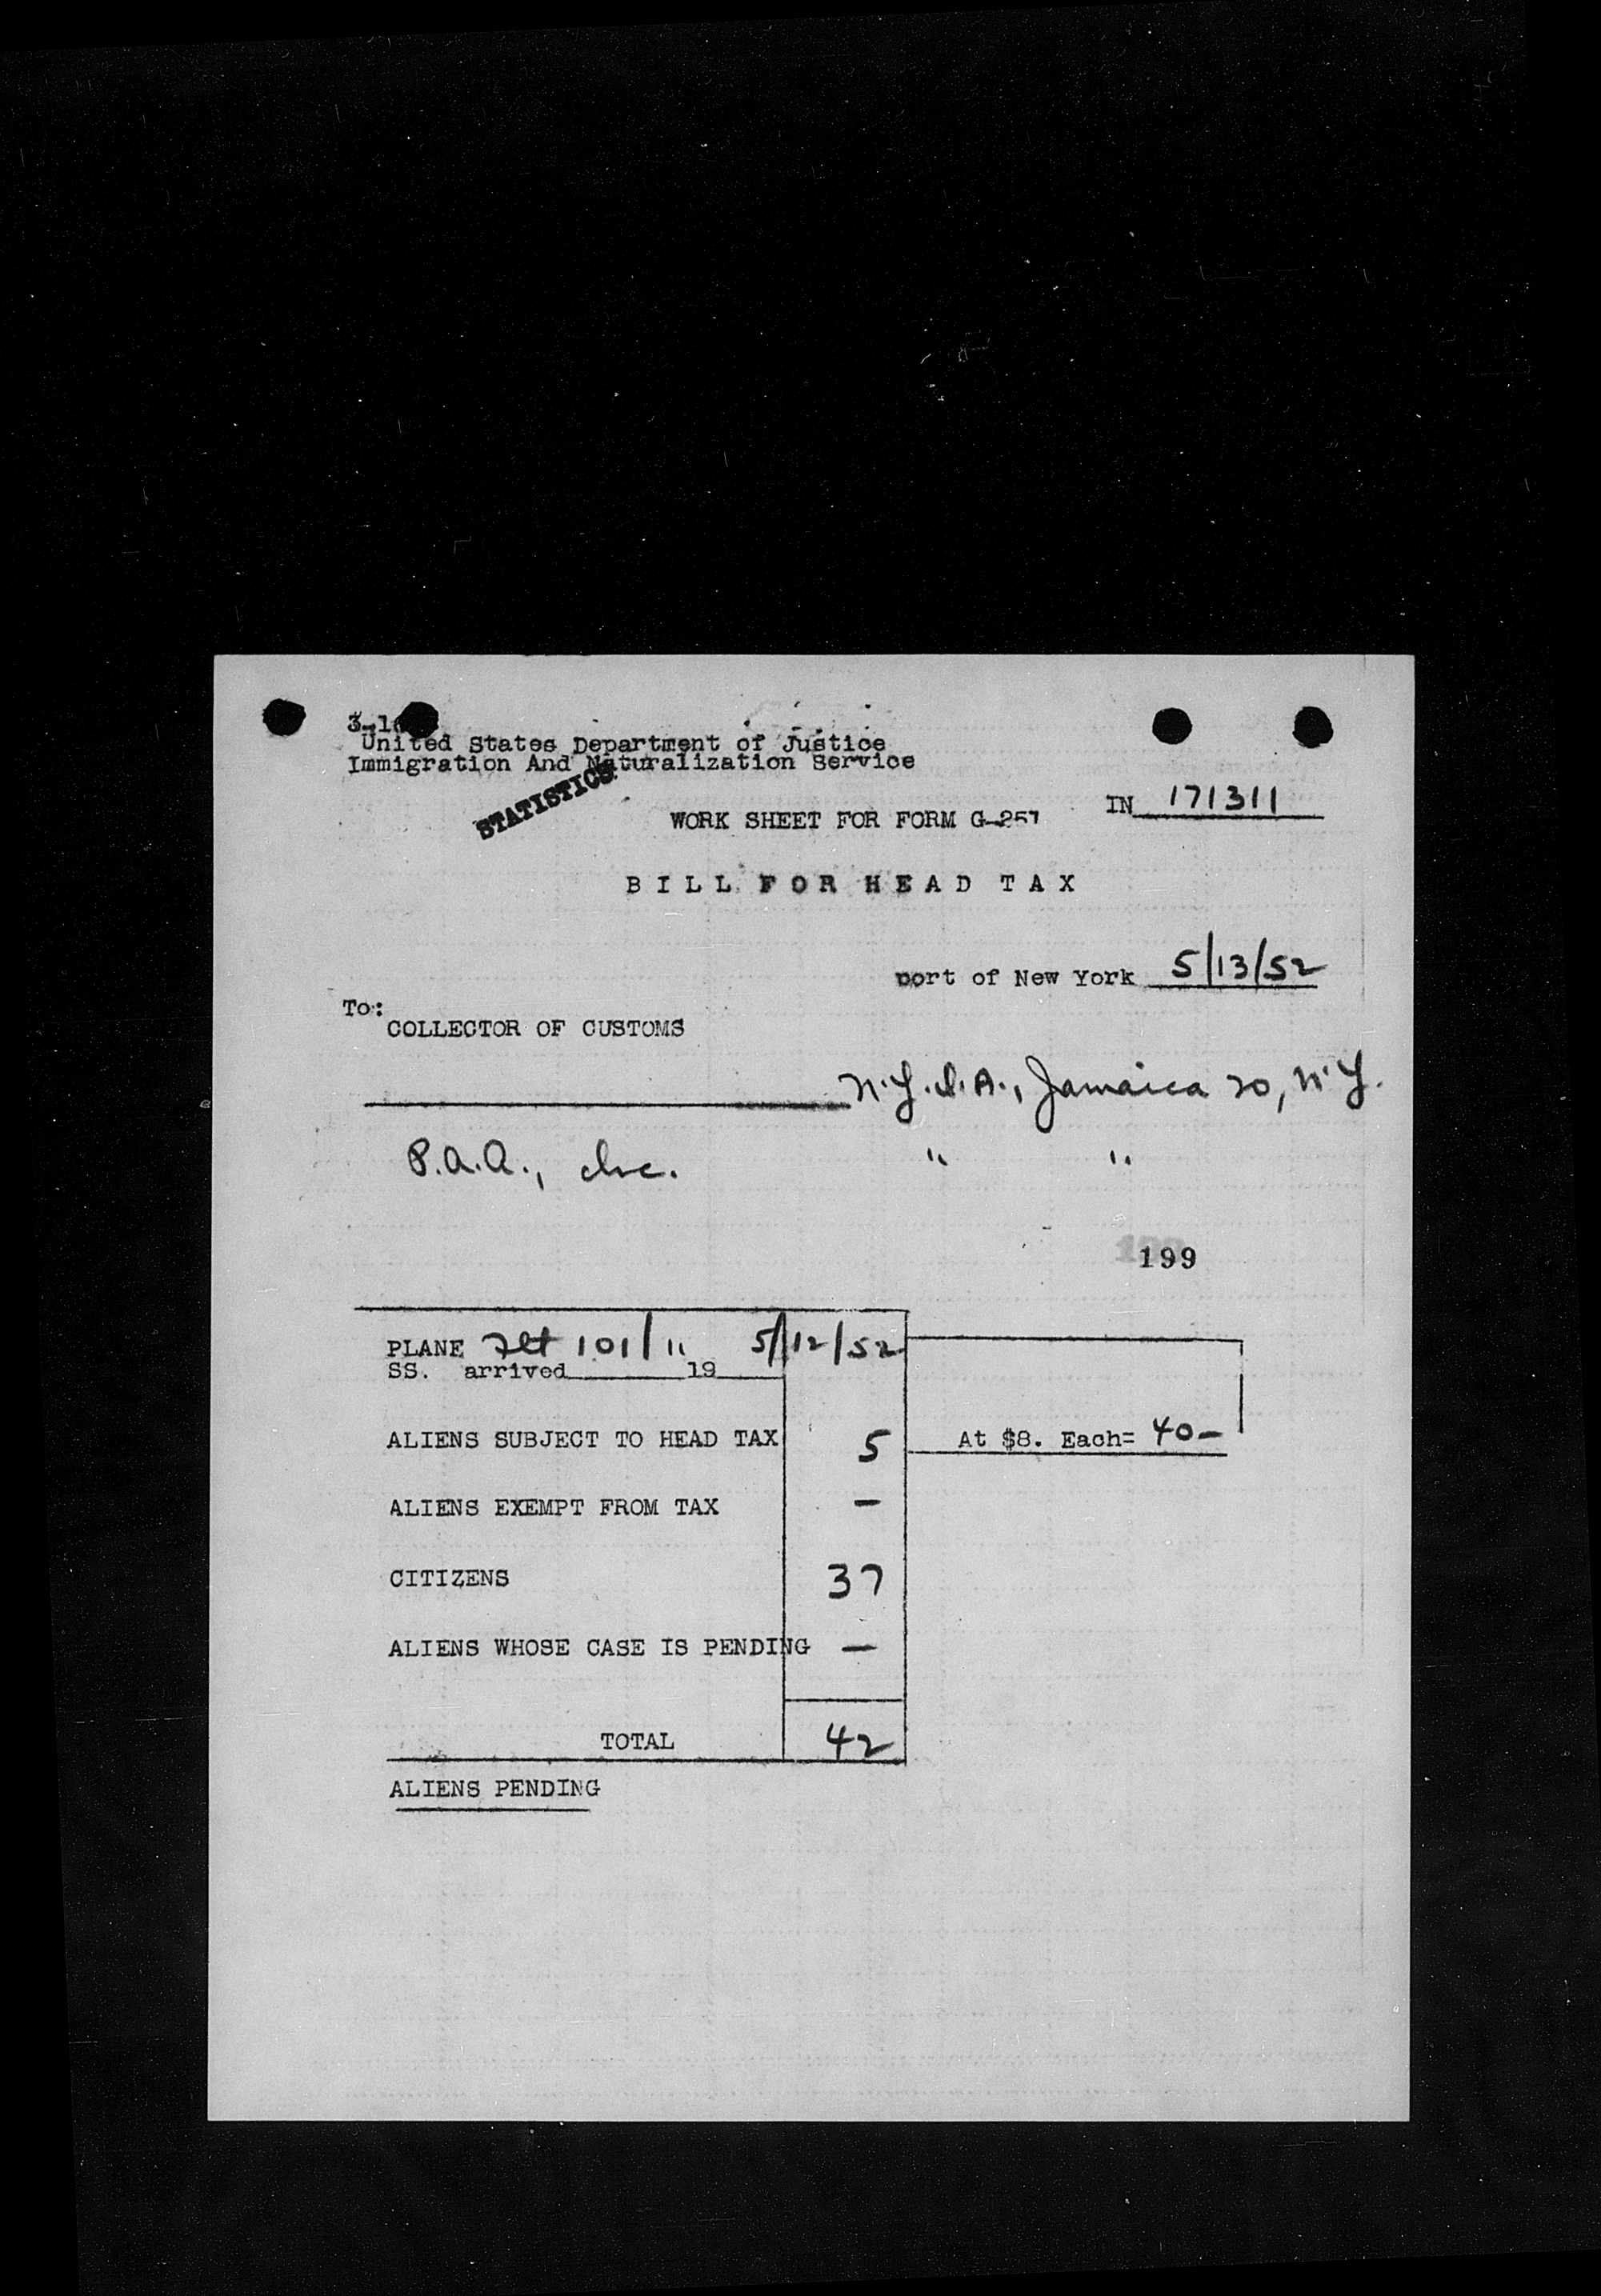 United States Department of Justice
Immigration And Naturalization Service
STATISTICS
WORK SHEET FOR FORM G-257
IN 171311
BILL FOR HEAD TAX
port of New York 5/13/52
To:
COLLECTOR OF CUSTOMS
N.Y.I.A., Jamaica 20, N.Y.
P.A.A., Inc. " "
199
PLANE Flt 101/11 5/12/52
SS. arrived 19
ALIENS SUBJECT TO HEAD TAX 5 At $8. Each= 40-
ALIENS EXEMPT FROM TAX -
CITIZENS 37
ALIENS WHOSE CASE IS PENDING -
TOTAL 42
ALIENS PENDING